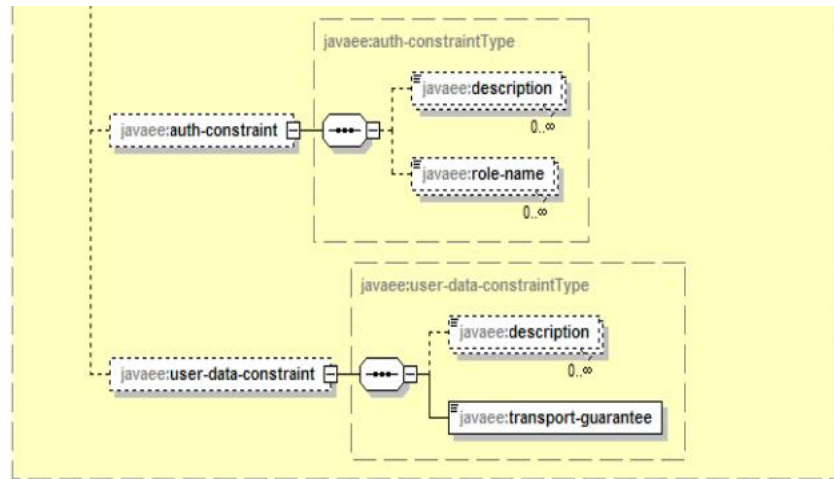 javaee:auth-constraintType
javaee:description
0..∞
javaee:auth-constraint
javaee:role-name
0..∞
javaee:user-data-constraintType
javaee:description
0..∞
javaee:user-data-constraint
javaee:transport-guarantee